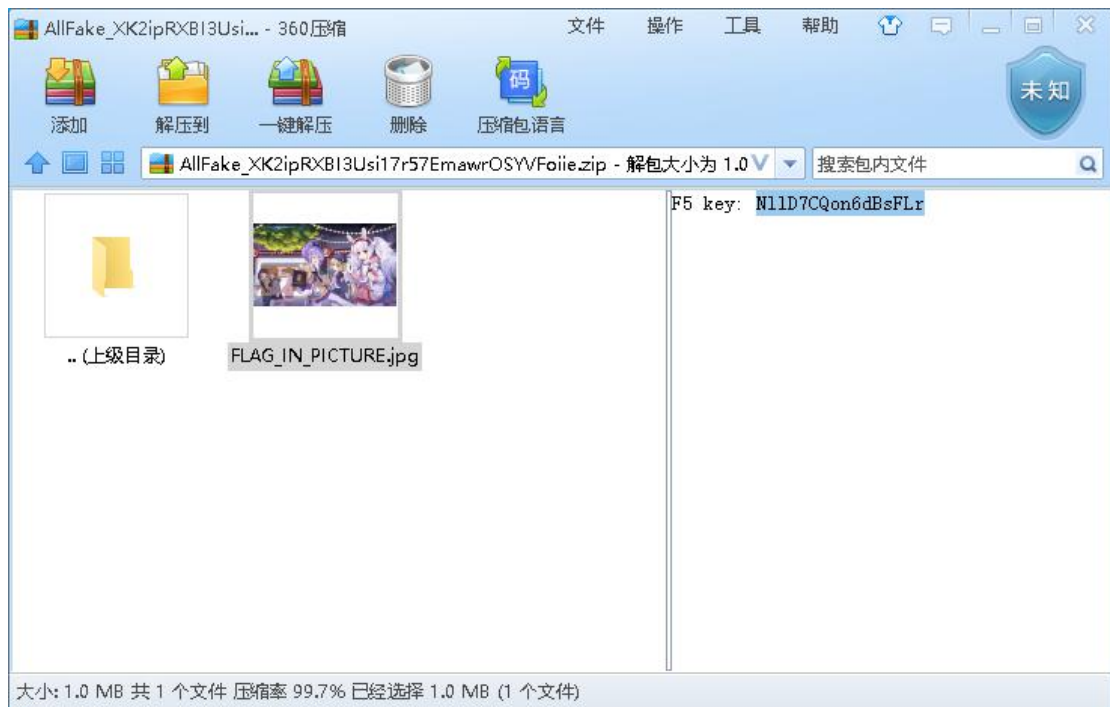 AllFake_XK2ipRXBI3Usi... - 360压缩
文件 操作 工具 帮助
添加 解压到 一键解压 删除 压缩包语言
码
未知
AllFake_XK2ipRXBI3Usi17r57EmawrOSYVFoiie.zip - 解包大小为 1.0
搜索包内文件
F5 key: N11D7CQon6dBsFLr
.. (上级目录)
FLAG_IN_PICTURE.jpg
大小: 1.0 MB 共 1 个文件 压缩率 99.7% 已经选择 1.0 MB (1 个文件)